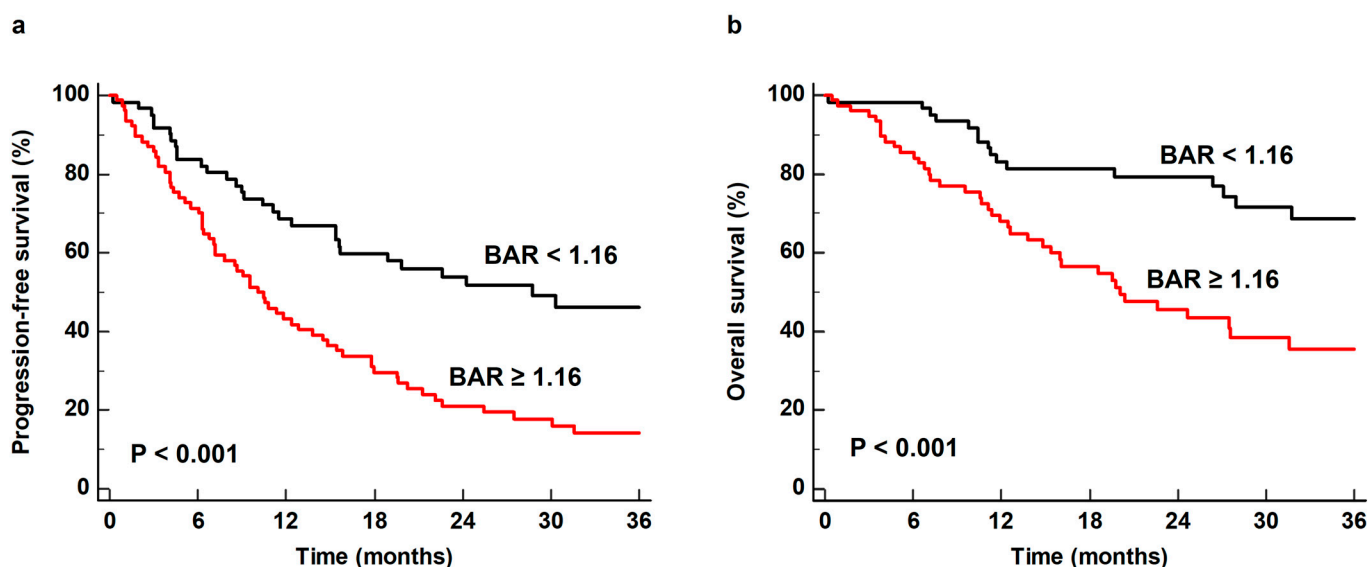 a
Progression-free survival (%)
100
80
60
40
20
0
BAR < 1.16
BAR ≥ 1.16
P < 0.001
0 6 12 18 24 30 36
Time (months)
b
Overall survival (%)
100
80
60
40
20
0
BAR < 1.16
BAR ≥ 1.16
P < 0.001
0 6 12 18 24 30 36
Time (months)